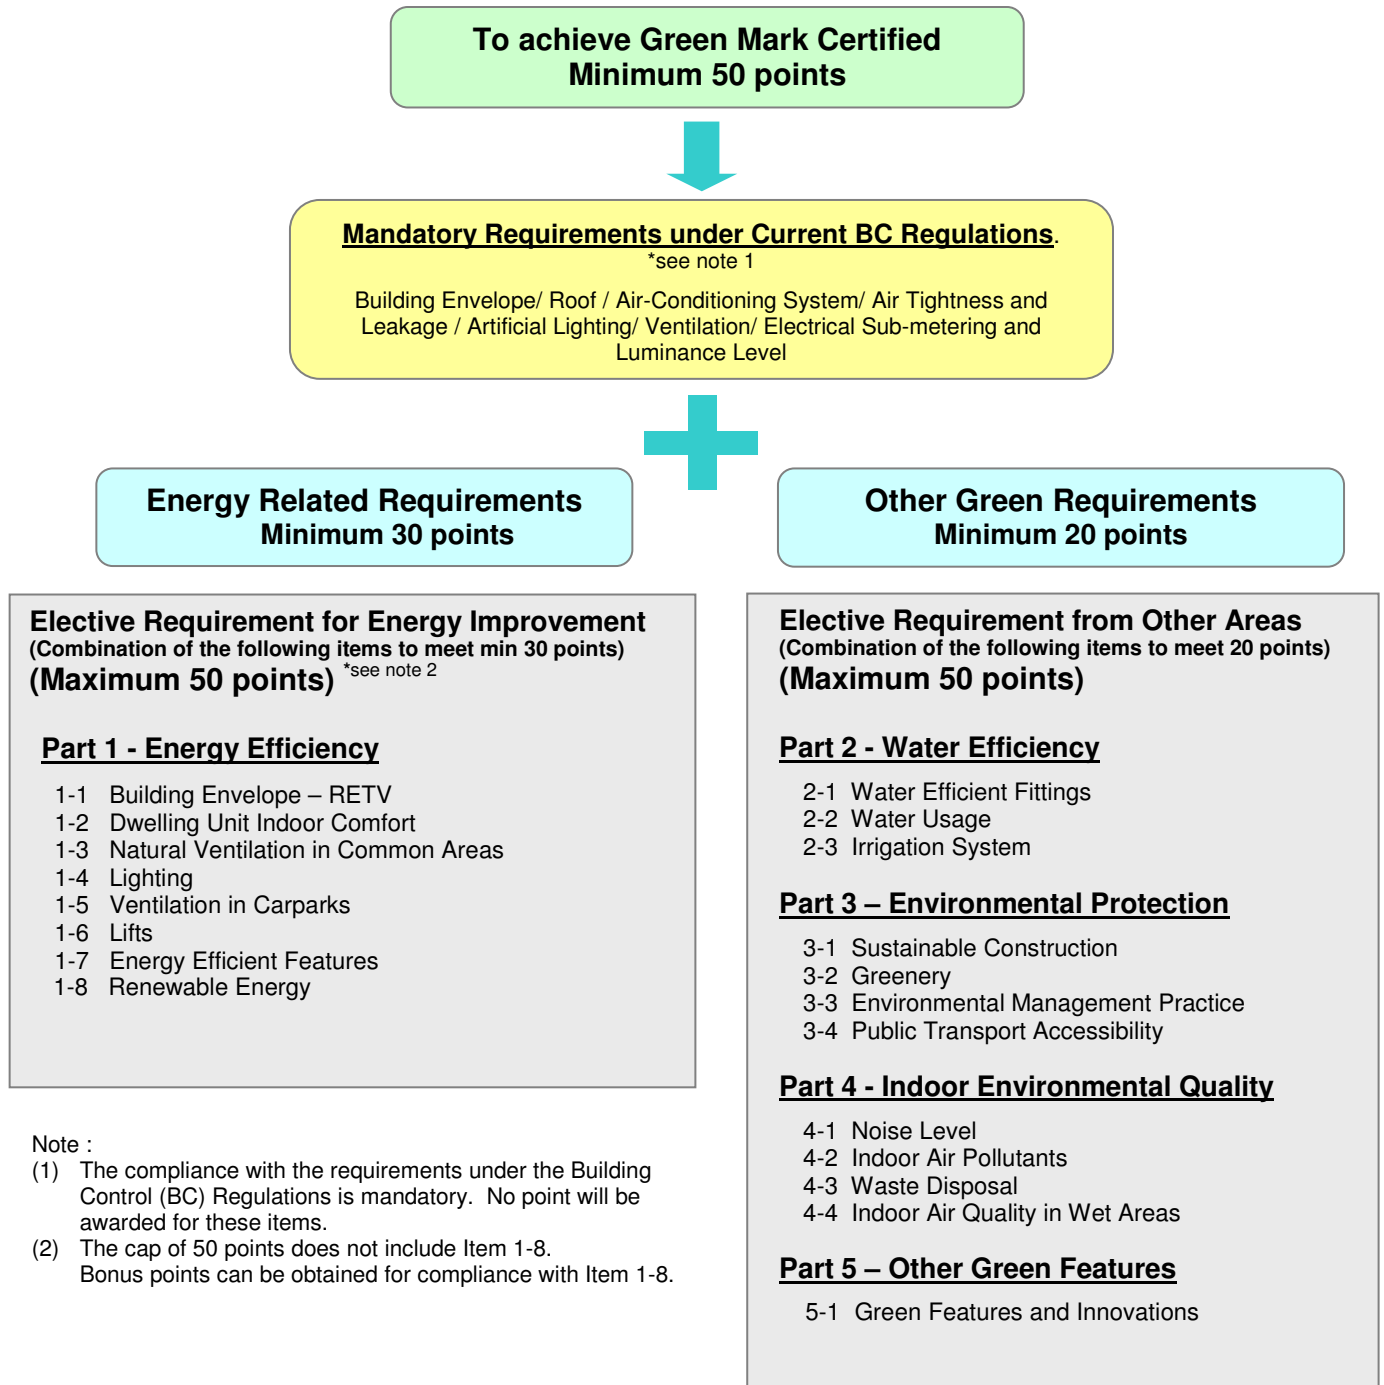 To achieve Green Mark Certified
Minimum 50 points
Mandatory Requirements under Current BC Regulations.
*see note 1
Building Envelope/ Roof / Air-Conditioning System/ Air Tightness and
Leakage / Artificial Lighting/ Ventilation/ Electrical Sub-metering and
Luminance Level
Energy Related Requirements
Minimum 30 points
Other Green Requirements
Minimum 20 points
Elective Requirement for Energy Improvement
(Combination of the following items to meet min 30 points)
(Maximum 50 points) *see note 2
Part 1 - Energy Efficiency
1-1 Building Envelope – RETV
1-2 Dwelling Unit Indoor Comfort
1-3 Natural Ventilation in Common Areas
1-4 Lighting
1-5 Ventilation in Carparks
1-6 Lifts
1-7 Energy Efficient Features
1-8 Renewable Energy
Note :
(1) The compliance with the requirements under the Building
Control (BC) Regulations is mandatory. No point will be
awarded for these items.
(2) The cap of 50 points does not include Item 1-8.
Bonus points can be obtained for compliance with Item 1-8.
Elective Requirement from Other Areas
(Combination of the following items to meet 20 points)
(Maximum 50 points)
Part 2 - Water Efficiency
2-1 Water Efficient Fittings
2-2 Water Usage
2-3 Irrigation System
Part 3 – Environmental Protection
3-1 Sustainable Construction
3-2 Greenery
3-3 Environmental Management Practice
3-4 Public Transport Accessibility
Part 4 - Indoor Environmental Quality
4-1 Noise Level
4-2 Indoor Air Pollutants
4-3 Waste Disposal
4-4 Indoor Air Quality in Wet Areas
Part 5 – Other Green Features
5-1 Green Features and Innovations